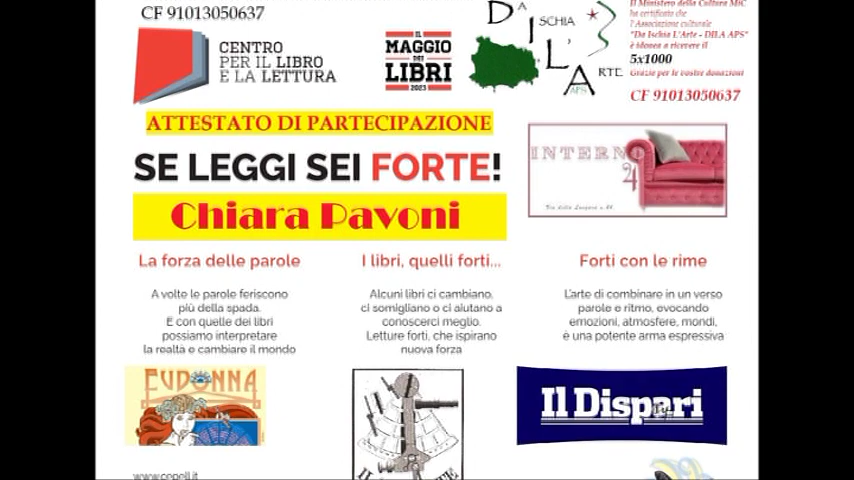 CF 91013050637
CENTRO
PER IL LIBRO
E LA LETTURA
IL
MAGGIO
DEI
LIBRI
2023
DA
ISCHIA
L'
ARTE
APS
Il Ministero della Cultura MiC
ha certificato che
l'Associazione culturale
"Da Ischia L'Arte - DILA APS"
è idonea a ricevere il
5x1000
Grazie per le vostre donazioni
CF 91013050637
ATTESTATO DI PARTECIPAZIONE
SE LEGGI SEI FORTE!
Chiara Pavoni
INTERNO
4
La forza delle parole
A volte le parole feriscono
più della spada.
E con quelle dei libri
possiamo interpretare
la realtà e cambiare il mondo
I libri, quelli forti...
Alcuni libri ci cambiano,
ci somigliano o ci aiutano a
conoscerci meglio.
Letture forti, che ispirano
nuova forza
Forti con le rime
L'arte di combinare in un verso
parole e ritmo, evocando
emozioni, atmosfere, mondi,
è una potente arma espressiva
EUDONNA
Il Dispari
www.cepell.it